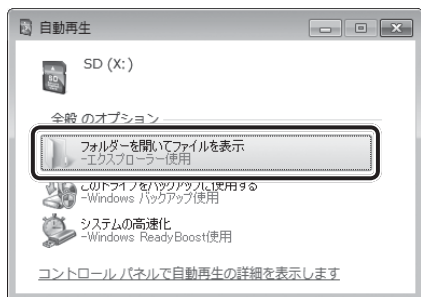 自動再生
SD (X:)
全般 のオプション
フォルダーを開いてファイルを表示
-エクスプローラー使用
このドライブをバックアップに使用する
-Windows バックアップ使用
システムの高速化
-Windows ReadyBoost使用
コントロール パネルで自動再生の詳細を表示します